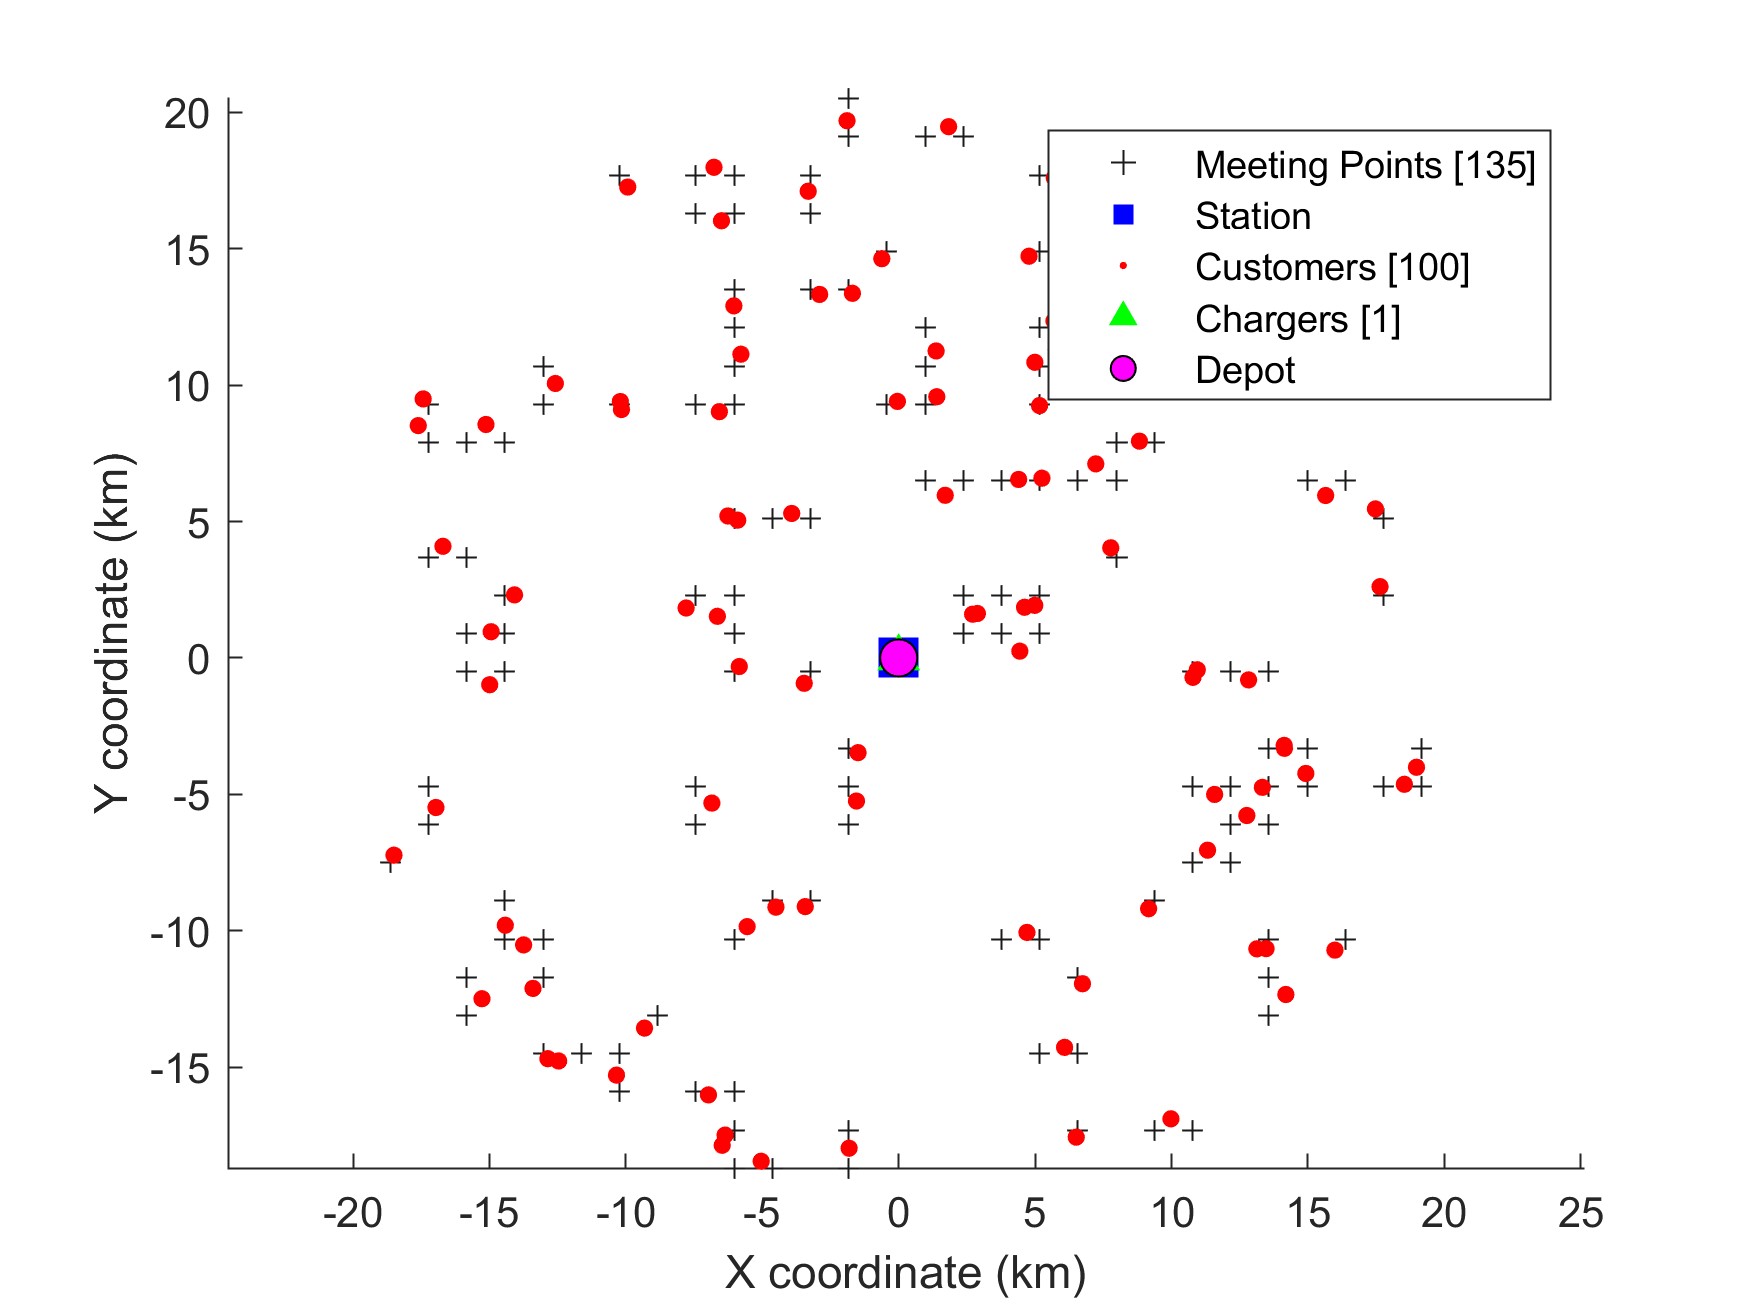 20
15
10
5
0
-5
-10
-15
Y coordinate (km)
Meeting Points [135]
Station
Customers [100]
Chargers [1]
Depot
-20 -15 -10 -5 0 5 10 15 20 25
X coordinate (km)